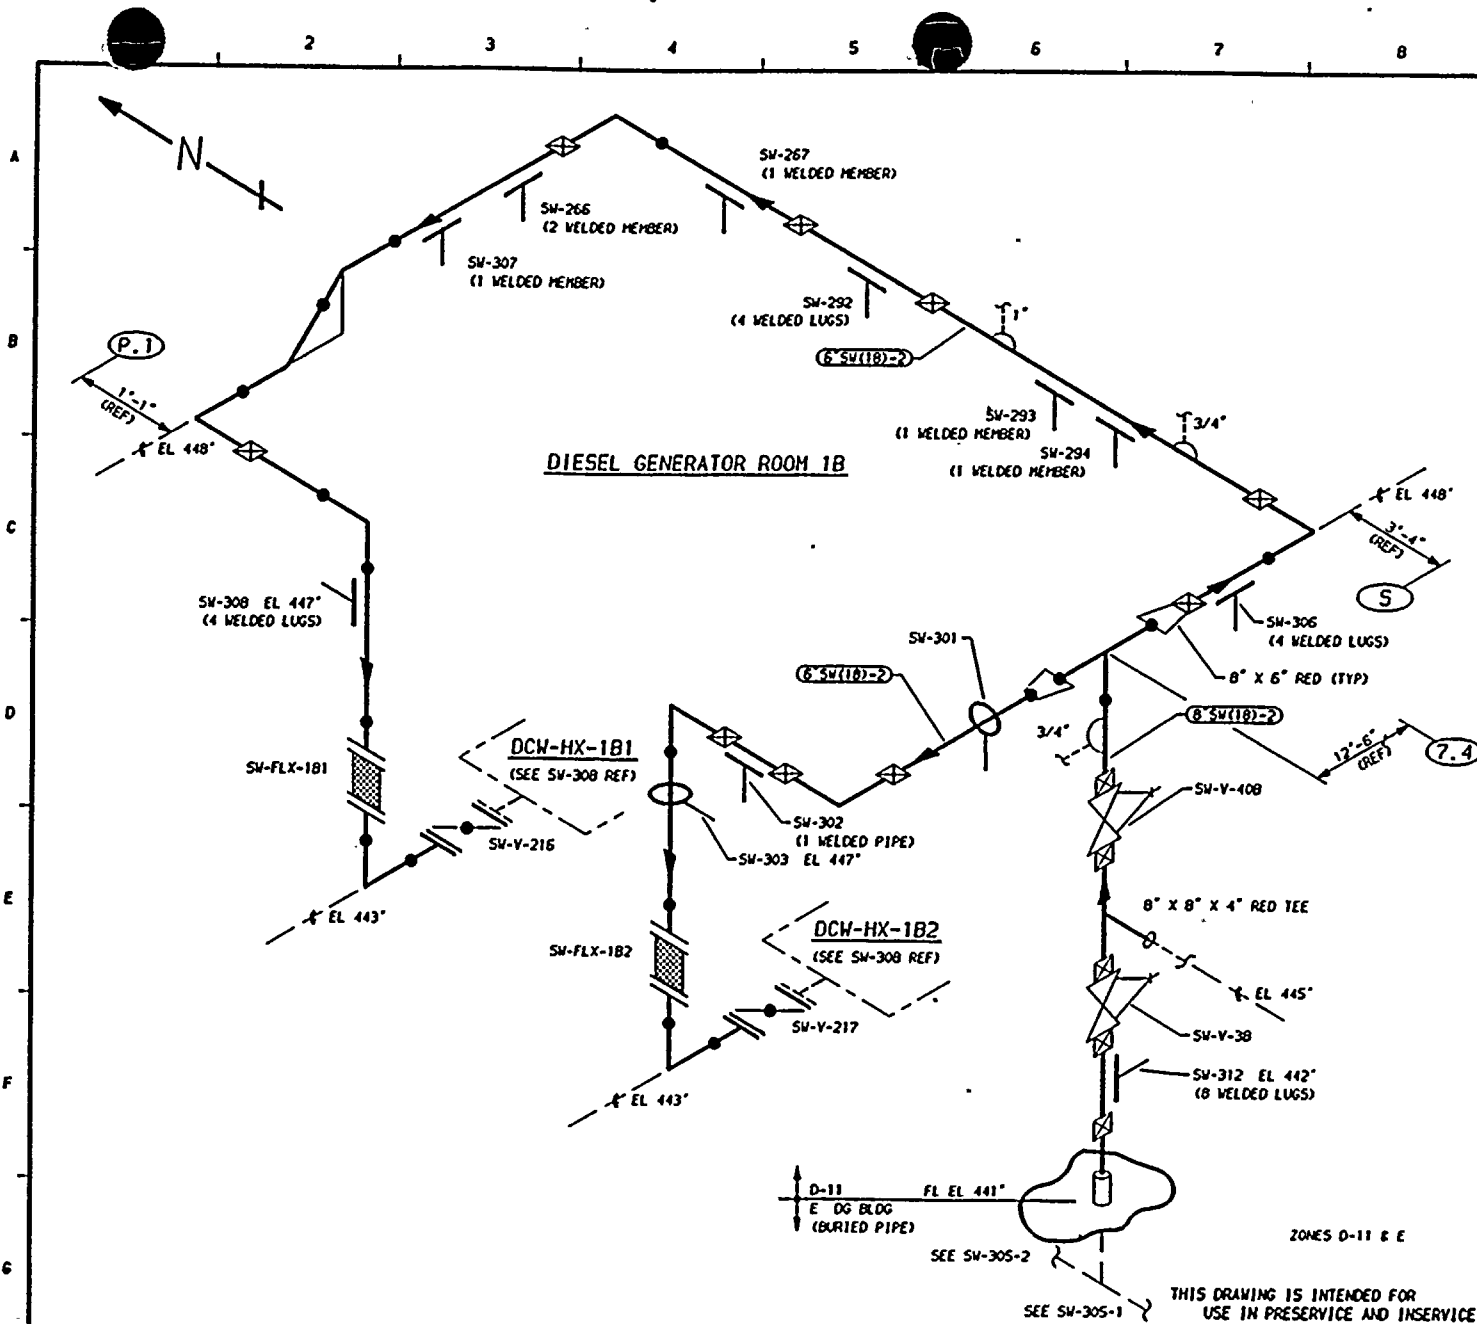 2 3 4 5 6 7 8
A
N
SW-267
(1 WELDED MEMBER)
SW-266
(2 WELDED MEMBER)
SW-307
(1 WELDED MEMBER)
SW-292
(4 WELDED LUGS)
1"
B
P.1
6"SW(18)-2
1'-1"
(REF)
SW-293
(1 WELDED MEMBER)
3/4"
℄ EL 448'
SW-294
(1 WELDED MEMBER)
DIESEL GENERATOR ROOM 1B
℄ EL 448'
C
3'-4"
(REF)
S
SW-308 EL 447'
(4 WELDED LUGS)
SW-306
(4 WELDED LUGS)
SW-301
6"SW(18)-2
8" X 6" RED (TYP)
D
8"SW(18)-2
3/4"
12'-6"
(REF)
7.4
DCW-HX-1B1
(SEE SW-308 REF)
SW-FLX-1B1
SW-V-408
SW-302
(1 WELDED PIPE)
SW-V-216
SW-303 EL 447'
E
8" X 8" X 4" RED TEE
℄ EL 443'
DCW-HX-1B2
(SEE SW-308 REF)
SW-FLX-1B2
℄ EL 445'
SW-V-217
SW-V-38
SW-312 EL 442'
(8 WELDED LUGS)
F
℄ EL 443'
D-11
FL EL 441'
E DG BLDG
(BURIED PIPE)
ZONES D-11 & E
SEE SW-305-2
G
THIS DRAWING IS INTENDED FOR
SEE SW-305-1
USE IN PRESERVICE AND INSERVICE